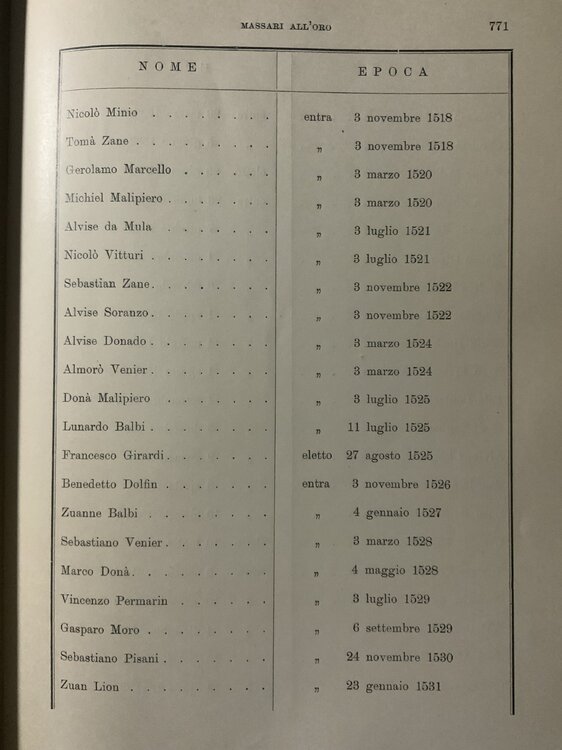 MASSARI ALL'ORO 771
NOME EPOCA
Nicolò Minio . . . . . . . . entra 3 novembre 1518
Tomà Zane . . . . . . . . . „ 3 novembre 1518
Gerolamo Marcello . . . . . . „ 3 marzo 1520
Michiel Malipiero . . . . . . . „ 3 marzo 1520
Alvise da Mula . . . . . . . . „ 3 luglio 1521
Nicolò Vitturi . . . . . . . . „ 3 luglio 1521
Sebastian Zane . . . . . . . . „ 3 novembre 1522
Alvise Soranzo . . . . . . . . „ 3 novembre 1522
Alvise Donado . . . . . . . . „ 3 marzo 1524
Almorò Venier . . . . . . . . „ 3 marzo 1524
Donà Malipiero . . . . . . . „ 3 luglio 1525
Lunardo Balbi . . . . . . . . „ 11 luglio 1525
Francesco Girardi . . . . . . . eletto 27 agosto 1525
Benedetto Dolfin . . . . . . . entra 3 novembre 1526
Zuanne Balbi . . . . . . . . „ 4 gennaio 1527
Sebastiano Venier . . . . . . . „ 3 marzo 1528
Marco Donà . . . . . . . . . „ 4 maggio 1528
Vincenzo Permarin . . . . . . „ 3 luglio 1529
Gasparo Moro . . . . . . . . „ 6 settembre 1529
Sebastiano Pisani . . . . . . . „ 24 novembre 1530
Zuan Lion . . . . . . . . . „ 23 gennaio 1531